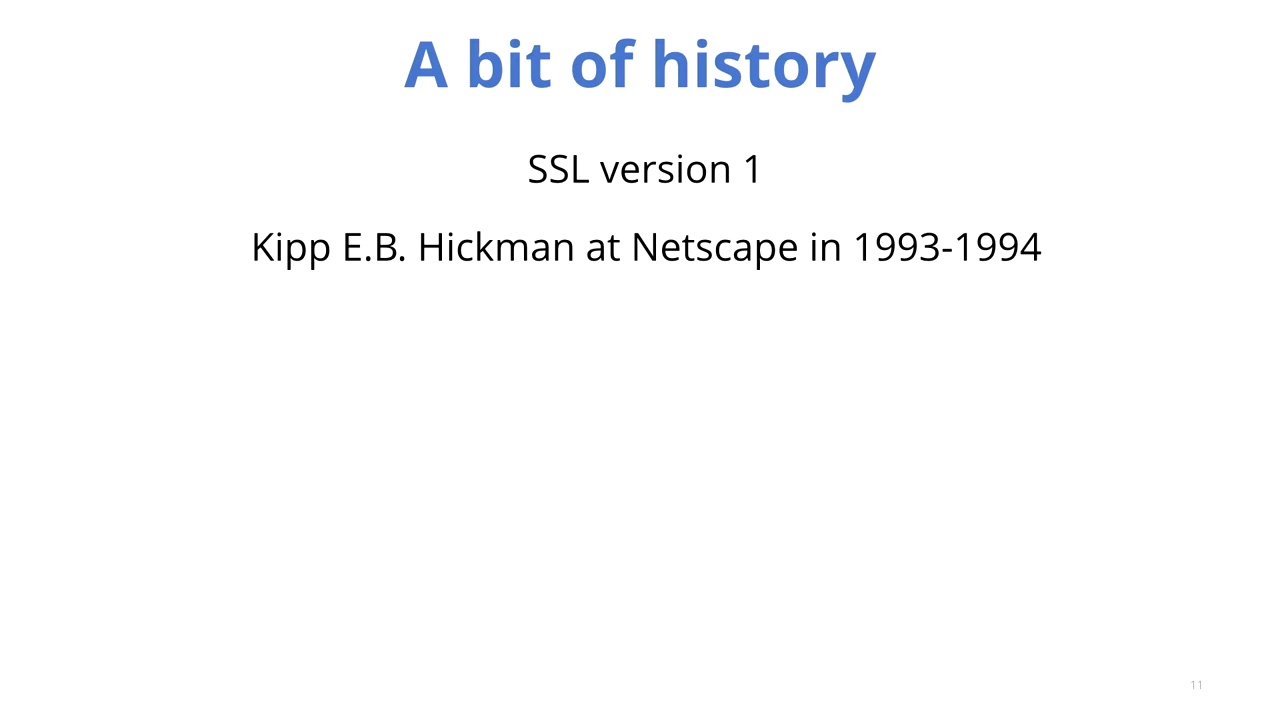 A bit of history
SSL version 1
Kipp E.B. Hickman at Netscape in 1993-1994
11